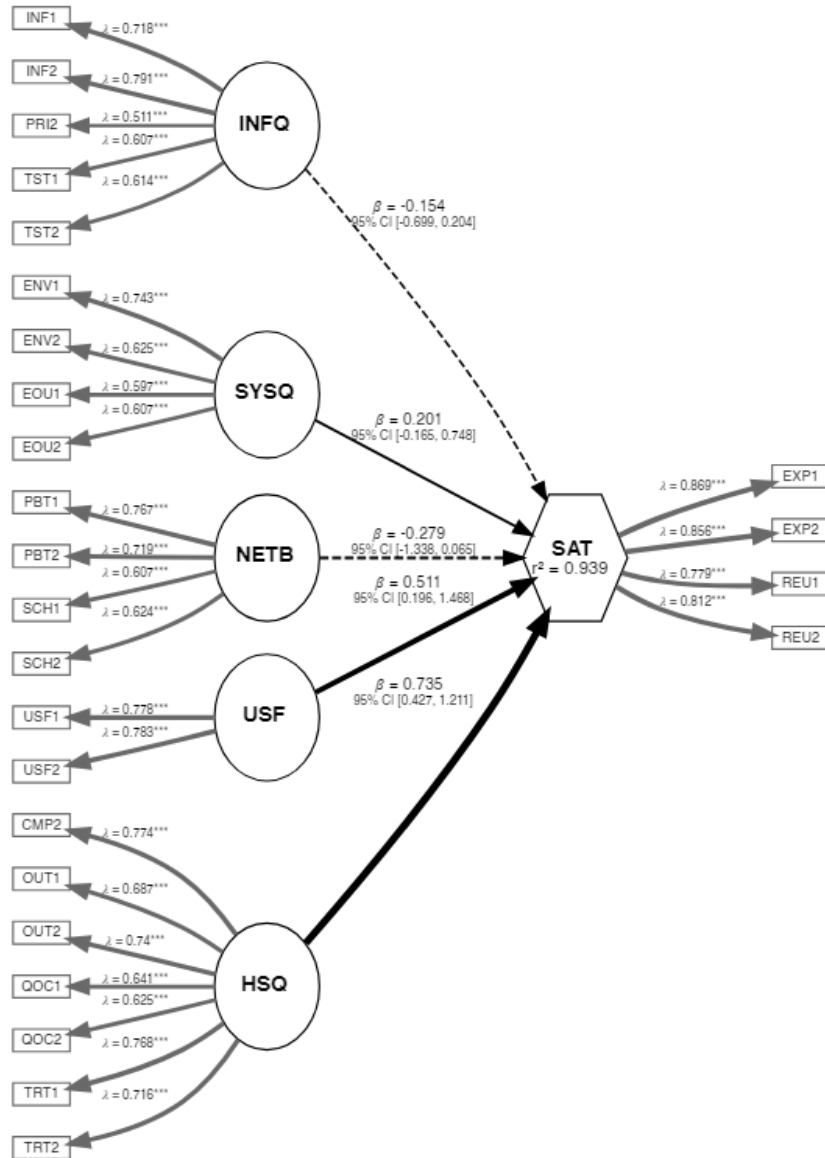 INF1
λ = 0.718***
INF2
λ = 0.791***
PRI2
λ = 0.511***
TST1
λ = 0.607***
TST2
λ = 0.614***
INFQ
β = -0.154
95% CI [-0.699, 0.204]
ENV1
λ = 0.743***
ENV2
λ = 0.625***
EOU1
λ = 0.597***
EOU2
λ = 0.607***
SYSQ
β = 0.201
95% CI [-0.165, 0.748]
PBT1
λ = 0.767***
PBT2
λ = 0.719***
SCH1
λ = 0.607***
SCH2
λ = 0.624***
NETB
β = -0.279
95% CI [-1.338, 0.065]
USF1
λ = 0.778***
USF2
λ = 0.783***
USF
β = 0.511
95% CI [0.196, 1.468]
CMP2
λ = 0.774***
OUT1
λ = 0.687***
OUT2
λ = 0.74***
QOC1
λ = 0.641***
QOC2
λ = 0.625***
TRT1
λ = 0.768***
TRT2
λ = 0.716***
HSQ
β = 0.735
95% CI [0.427, 1.211]
SAT
r² = 0.939
λ = 0.869***
EXP1
λ = 0.856***
EXP2
λ = 0.779***
REU1
λ = 0.812***
REU2